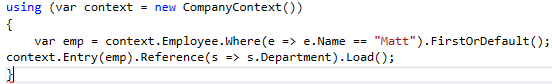 using (var context = new CompanyContext())
{
    var emp = context.Employee.Where(e => e.Name == "Matt").FirstOrDefault();
context.Entry(emp).Reference(s => s.Department).Load();
}